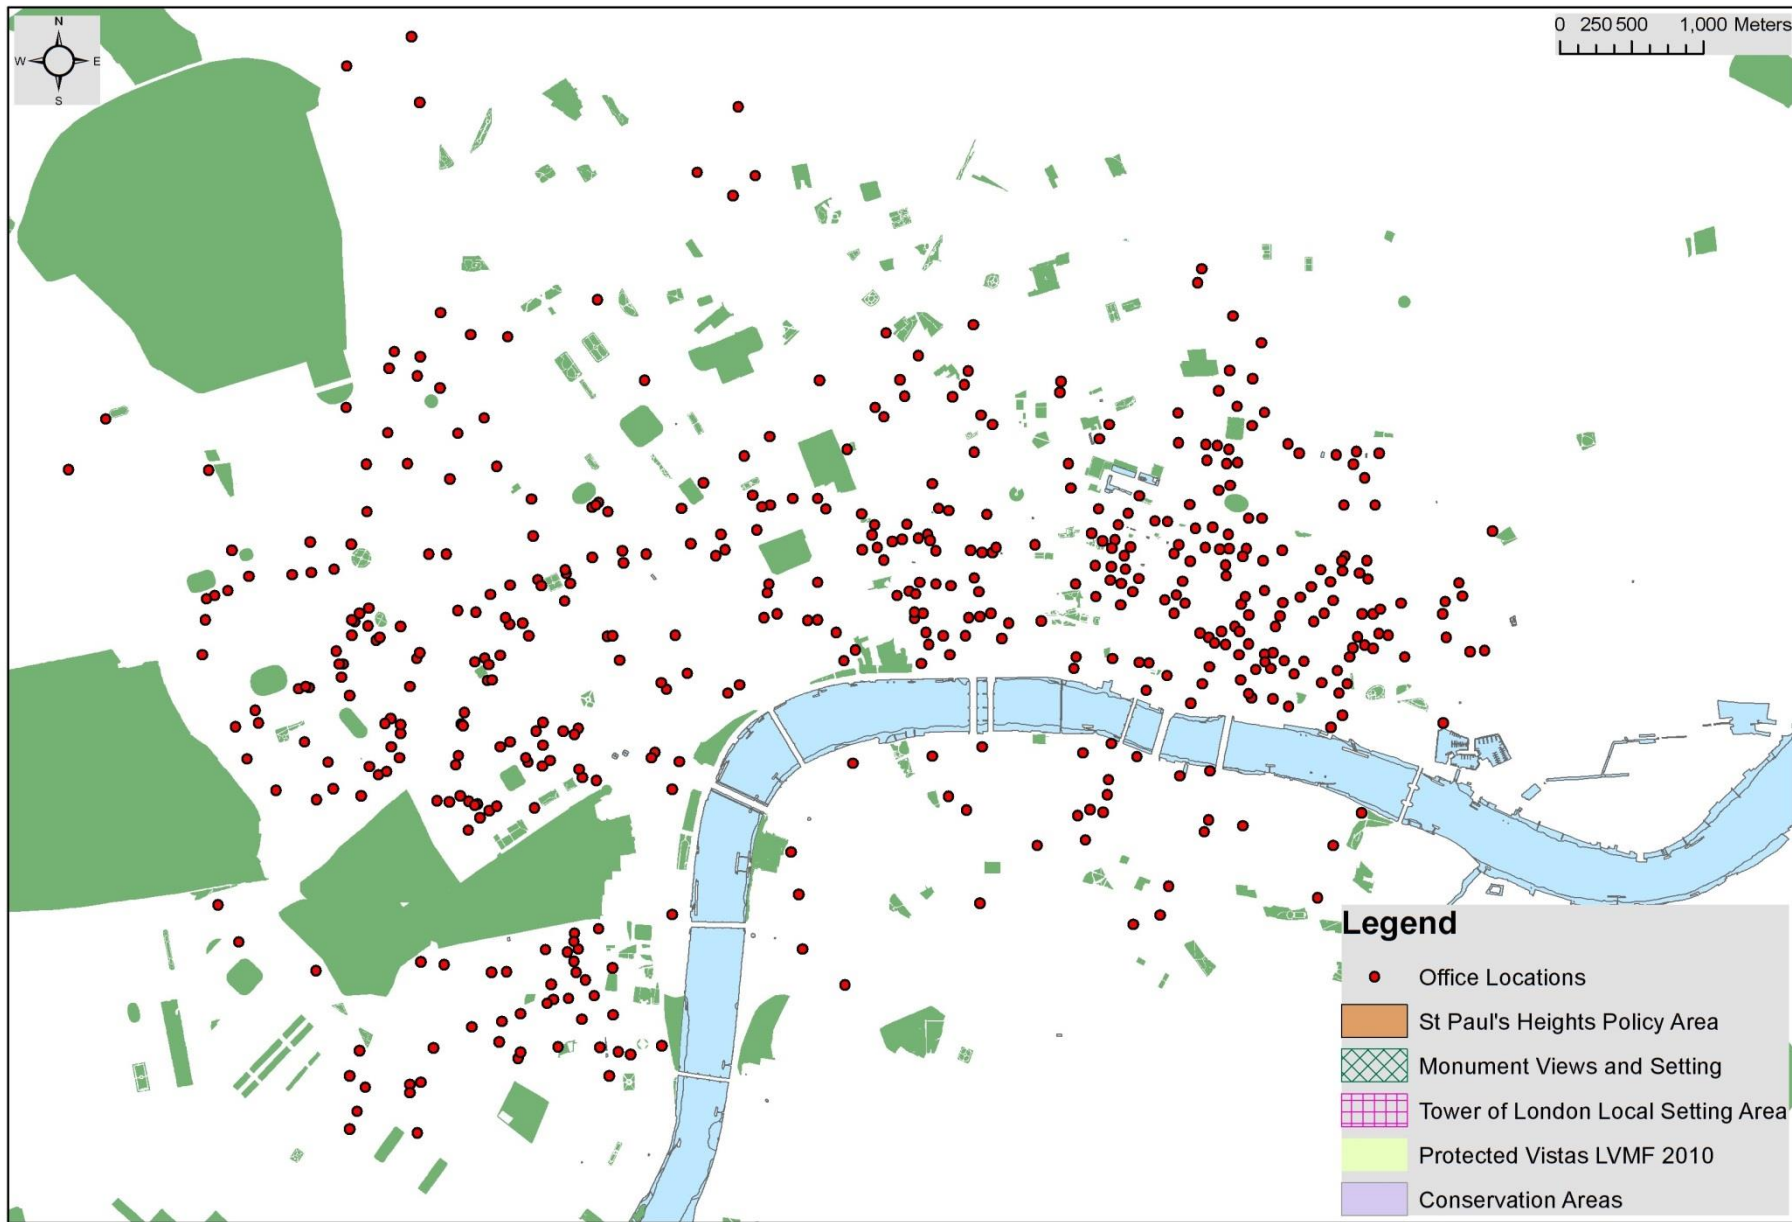 N
W E
S
0 250 500 1,000 Meters
Legend
Office Locations
St Paul's Heights Policy Area
Monument Views and Setting
Tower of London Local Setting Area
Protected Vistas LVMF 2010
Conservation Areas